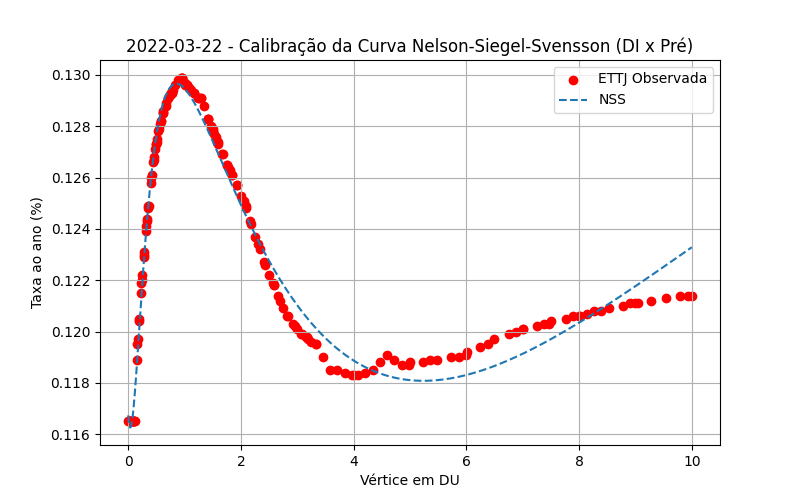 2022-03-22 - Calibração da Curva Nelson-Siegel-Svensson (DI x Pré)
ETTJ Observada
NSS
Taxa ao ano (%)
0.130
0.128
0.126
0.124
0.122
0.120
0.118
0.116
0 2 4 6 8 10
Vértice em DU